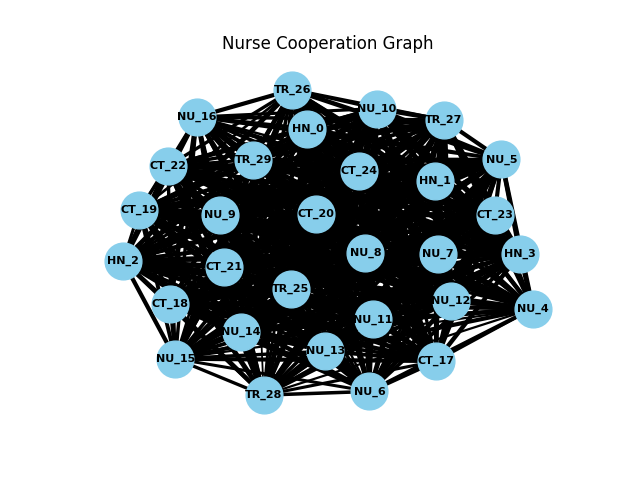 Nurse Cooperation Graph
TR_26
NU_10
NU_16
TR_27
HN_0
TR_29
NU_5
CT_22
CT_24
HN_1
CT_19
NU_9
CT_20
CT_23
HN_2
CT_21
NU_8
NU_7
HN_3
TR_25
CT_18
NU_12
NU_4
NU_14
NU_11
NU_15
NU_13
CT_17
TR_28
NU_6